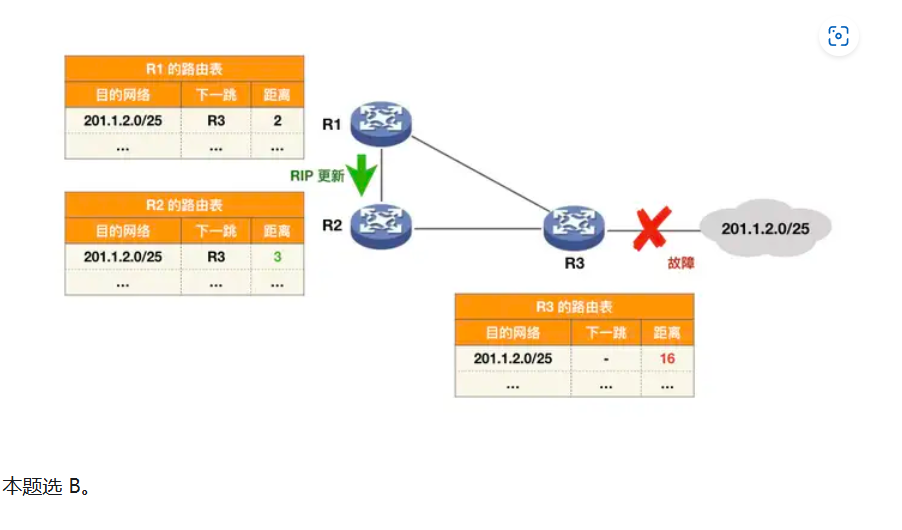 R1 的路由表
目的网络 下一跳 距离
201.1.2.0/25 R3 2
... ... ...
R1
RIP 更新
R2 的路由表
目的网络 下一跳 距离
201.1.2.0/25 R3 3
... ... ...
R2
R3
故障
201.1.2.0/25
R3 的路由表
目的网络 下一跳 距离
201.1.2.0/25 - 16
... ... ...
本题选 B。